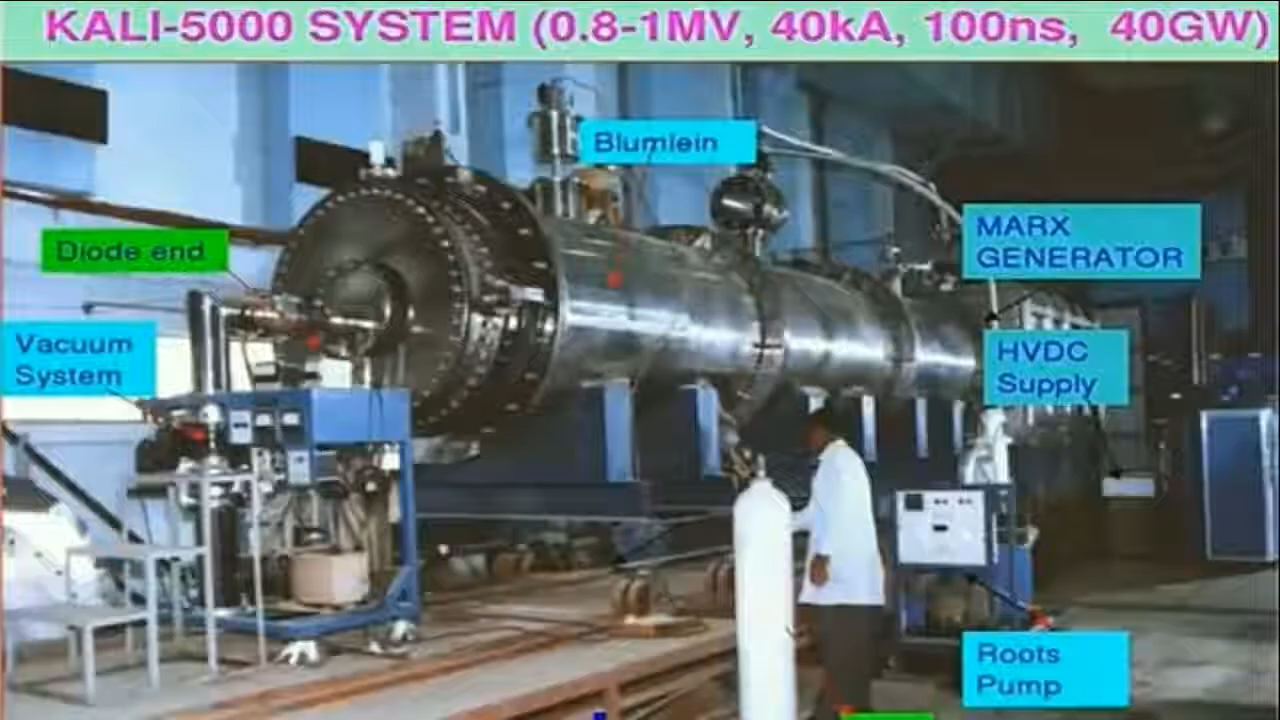 KALI-5000 SYSTEM (0.8-1MV, 40kA, 100ns, 40GW)
Blumlein
MARX
GENERATOR
Diode end
Vacuum
System
HVDC
Supply
Roots
Pump